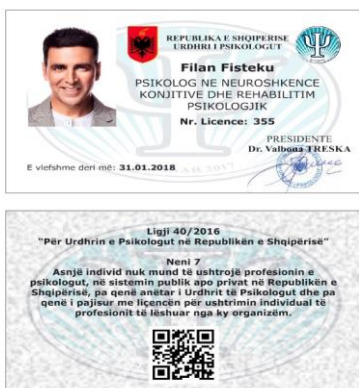 REPUBLIKA E SHQIPERISE
URDHRI I PSIKOLOGUT
Filan Fisteku
PSIKOLOG NE NEUROSHKENCE
KONJITIVE DHE REHABILITIM
PSIKOLOGJIK
Nr. Licence: 355
PRESIDENTE
Dr. Valbona TRESKA
E vlefshme deri më: 31.01.2018
Ligji 40/2016
"Për Urdhrin e Psikologut në Republikën e Shqipërisë"
Neni 7
Asnjë individ nuk mund të ushtrojë profesionin e
psikologut, në sistemin publik apo privat në Republikën e
Shqipërisë, pa qenë anëtar i Urdhrit të Psikologut dhe pa
qenë i pajisur me liçencën për ushtrimin individual të
profesionit të lëshuar nga ky organizëm.